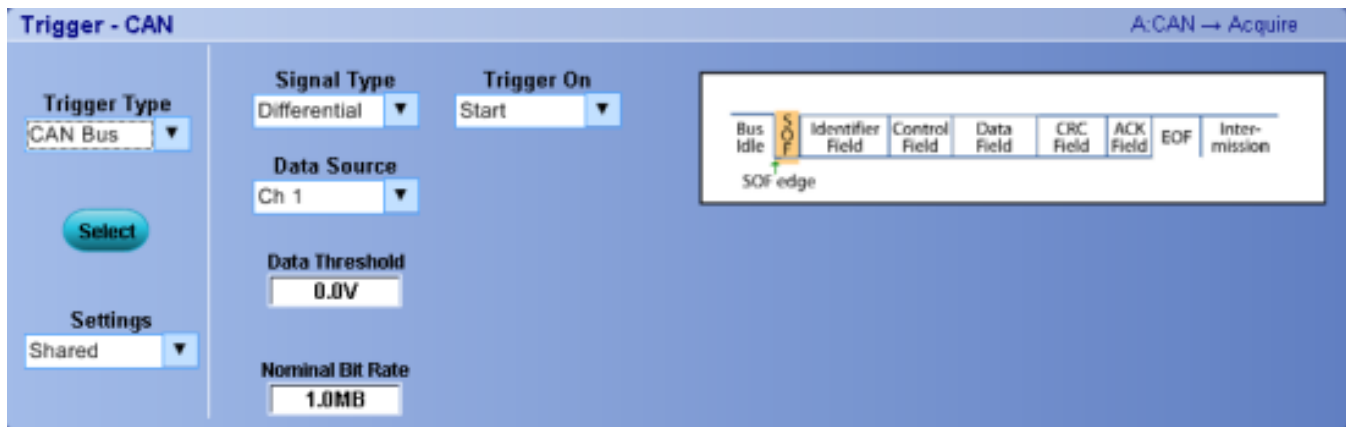 Trigger - CAN
A:CAN → Acquire
Trigger Type
CAN Bus
Select
Settings
Shared
Signal Type
Differential
Data Source
Ch 1
Data Threshold
0.0V
Nominal Bit Rate
1.0MB
Trigger On
Start
Bus Idle
SOF
Identifier Field
Control Field
Data Field
CRC Field
ACK Field
EOF
Inter-
mission
SOF edge